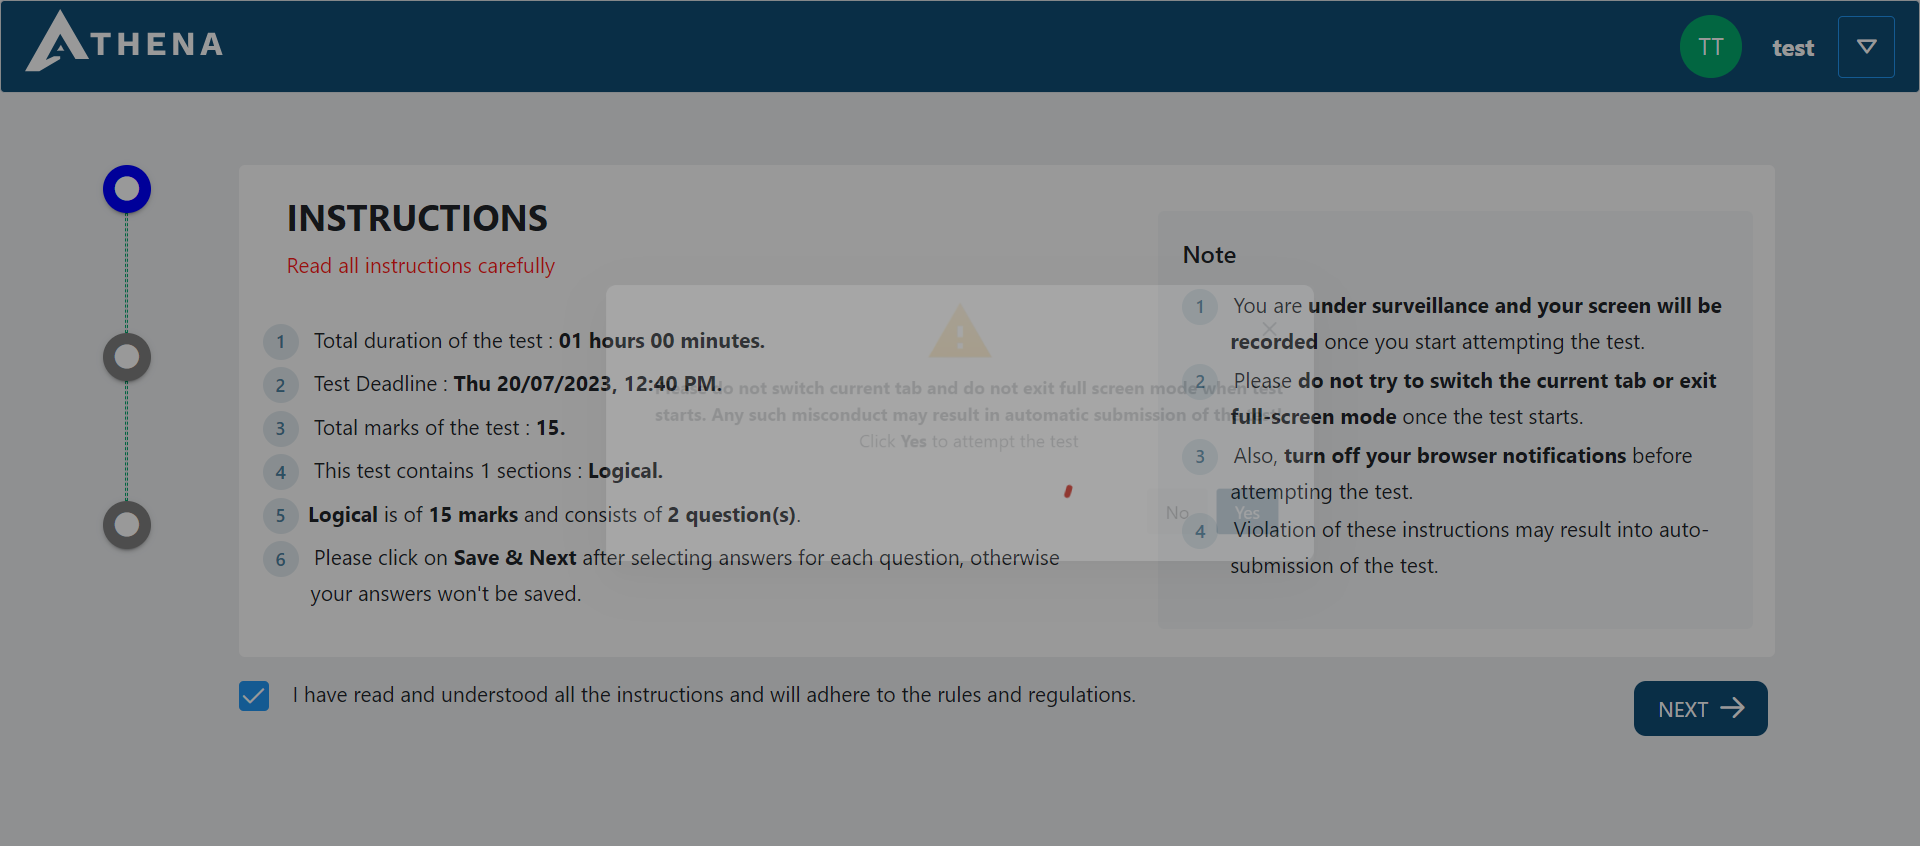 ATHENA
TT
test
INSTRUCTIONS
Read all instructions carefully
1 Total duration of the test : 01 hours 00 minutes.
2 Test Deadline : Thu 20/07/2023, 12:40 PM.
3 Total marks of the test : 15.
4 This test contains 1 sections : Logical.
5 Logical is of 15 marks and consists of 2 question(s).
6 Please click on Save & Next after selecting answers for each question, otherwise
your answers won't be saved.
Note
1 You are under surveillance and your screen will be
recorded once you start attempting the test.
2 Please do not try to switch the current tab or exit
full-screen mode once the test starts.
3 Also, turn off your browser notifications before
attempting the test.
4 Violation of these instructions may result into auto-
submission of the test.
Please do not switch current tab and do not exit full screen mode when test
starts. Any such misconduct may result in automatic submission of the
Click Yes to attempt the test
No
Yes
I have read and understood all the instructions and will adhere to the rules and regulations.
NEXT